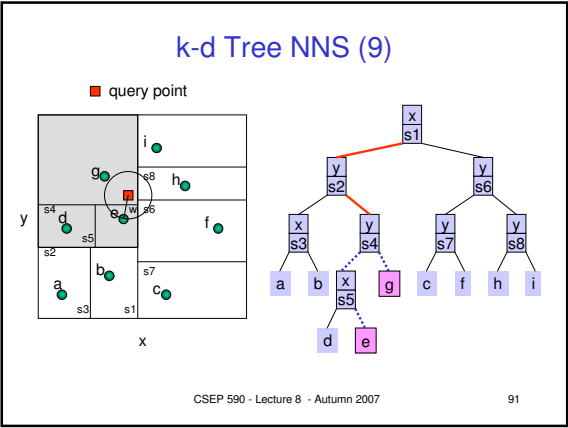 k-d Tree NNS (9)
query point
i
g
s8
h
s4
d
e
w
s6
f
y
s5
s2
a
b
s7
c
s3
s1
x
x
s1
y
s2
y
s6
x
s3
y
s4
y
s7
y
s8
a
b
x
s5
g
c
f
h
i
d
e
CSEP 590 - Lecture 8 - Autumn 2007
91